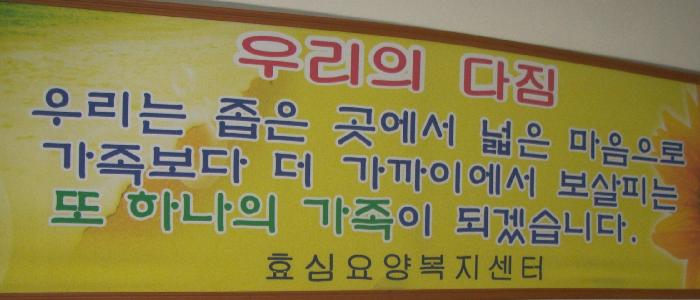 우리의 다짐
우리는 좁은 곳에서 넓은 마음으로
가족보다 더 가까이에서 보살피는
또 하나의 가족이 되겠습니다.
효심요양복지센터